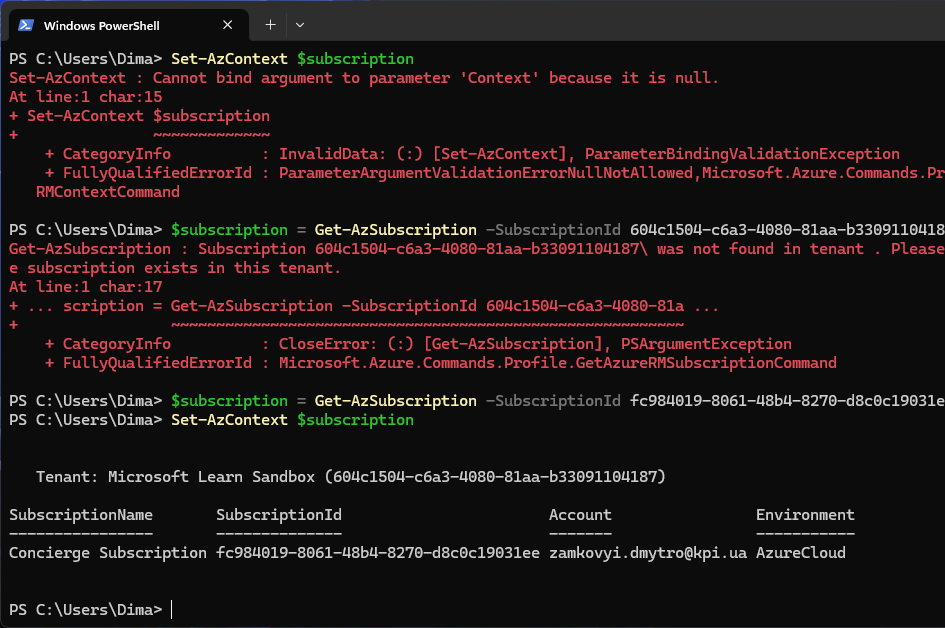 Windows PowerShell
PS C:\Users\Dima> Set-AzContext $subscription
Set-AzContext : Cannot bind argument to parameter 'Context' because it is null.
At line:1 char:15
+ Set-AzContext $subscription
+               ~~~~~~~~~~~~~
    + CategoryInfo          : InvalidData: (:) [Set-AzContext], ParameterBindingValidationException
    + FullyQualifiedErrorId : ParameterArgumentValidationErrorNullNotAllowed,Microsoft.Azure.Commands.Pr
   RMContextCommand
PS C:\Users\Dima> $subscription = Get-AzSubscription -SubscriptionId 604c1504-c6a3-4080-81aa-b3309110418
Get-AzSubscription : Subscription 604c1504-c6a3-4080-81aa-b33091104187\ was not found in tenant . Please
e subscription exists in this tenant.
At line:1 char:17
+ ... scription = Get-AzSubscription -SubscriptionId 604c1504-c6a3-4080-81a ...
+                 ~~~~~~~~~~~~~~~~~~~~~~~~~~~~~~~~~~~~~~~~~~~~~~~~~~~~~~~~~
    + CategoryInfo          : CloseError: (:) [Get-AzSubscription], PSArgumentException
    + FullyQualifiedErrorId : Microsoft.Azure.Commands.Profile.GetAzureRMSubscriptionCommand
PS C:\Users\Dima> $subscription = Get-AzSubscription -SubscriptionId fc984019-8061-48b4-8270-d8c0c19031e
PS C:\Users\Dima> Set-AzContext $subscription
   Tenant: Microsoft Learn Sandbox (604c1504-c6a3-4080-81aa-b33091104187)
SubscriptionName       SubscriptionId                       Account             Environment
----------------       --------------                       -------             -----------
Concierge Subscription fc984019-8061-48b4-8270-d8c0c19031ee zamkovyi.dmytro@kpi.ua AzureCloud
PS C:\Users\Dima>